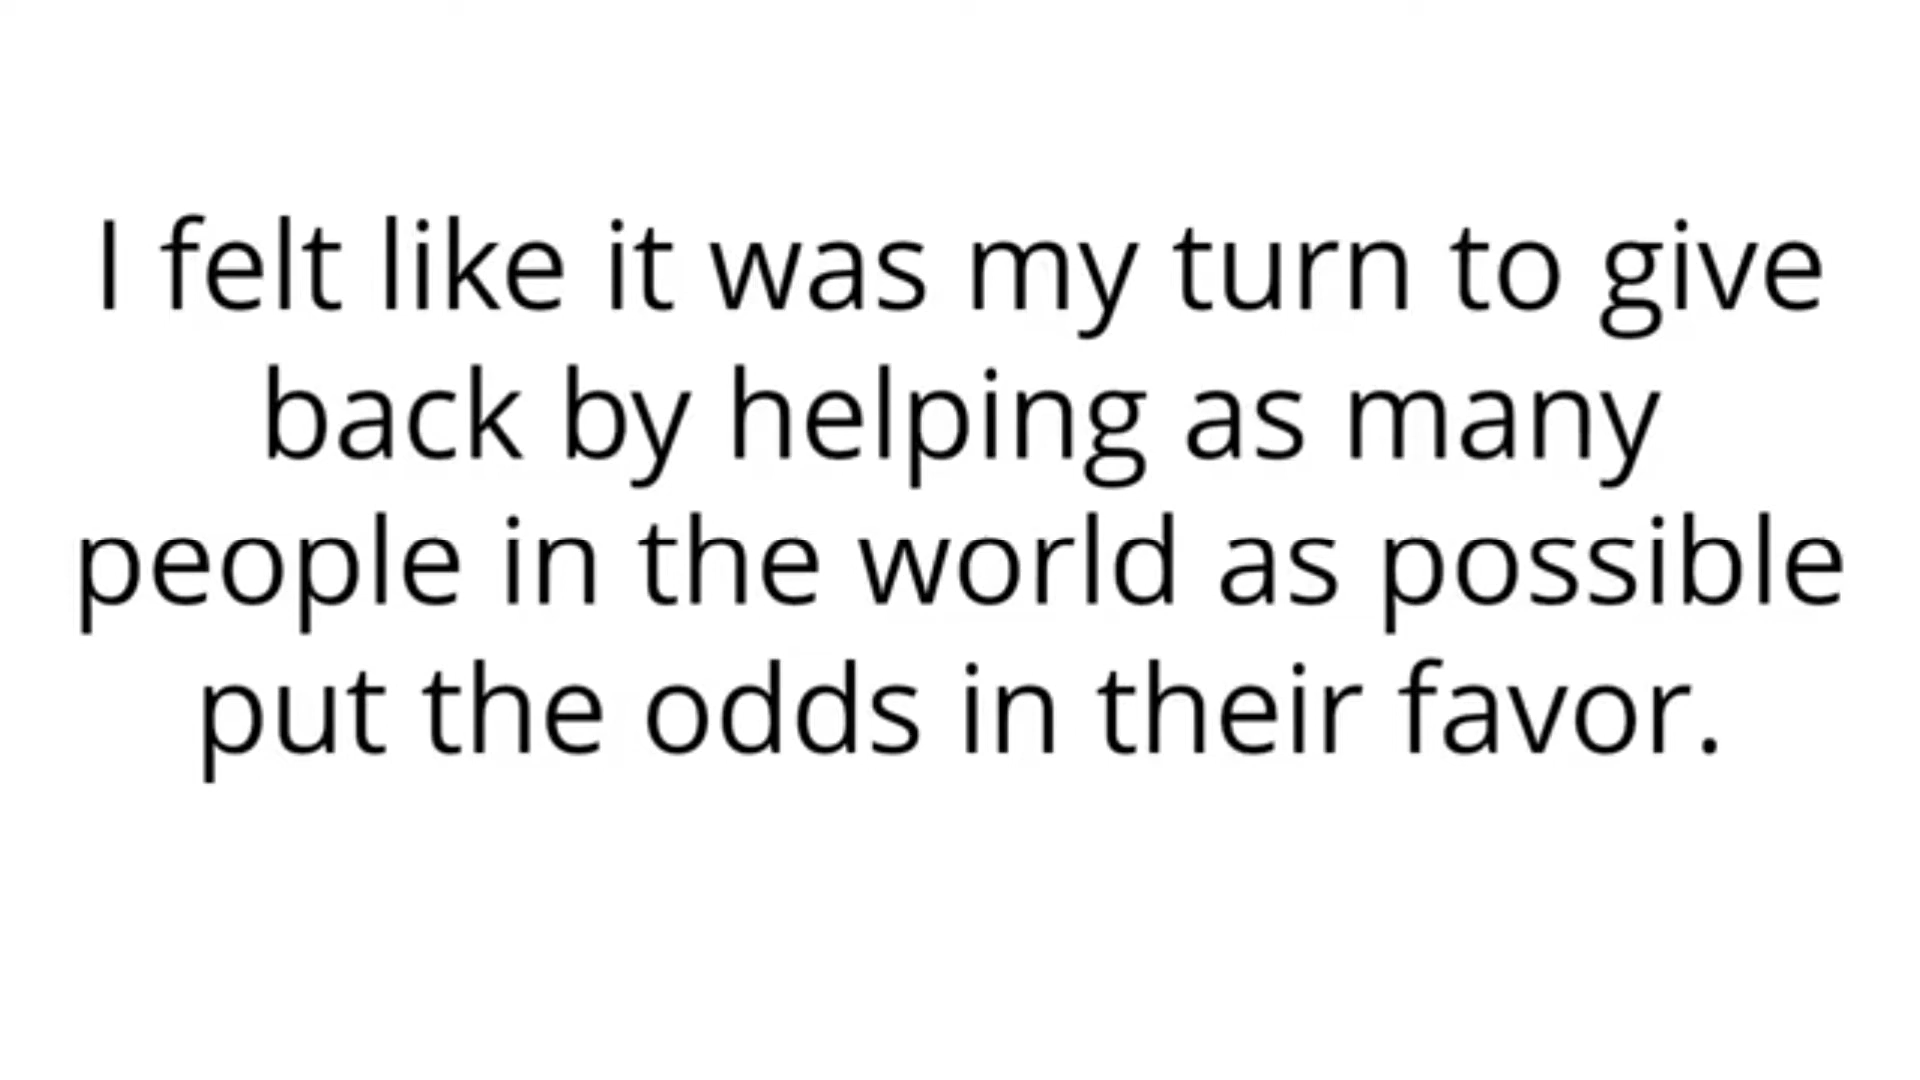 I felt like it was my turn to give
back by helping as many
people in the world as possible
put the odds in their favor.